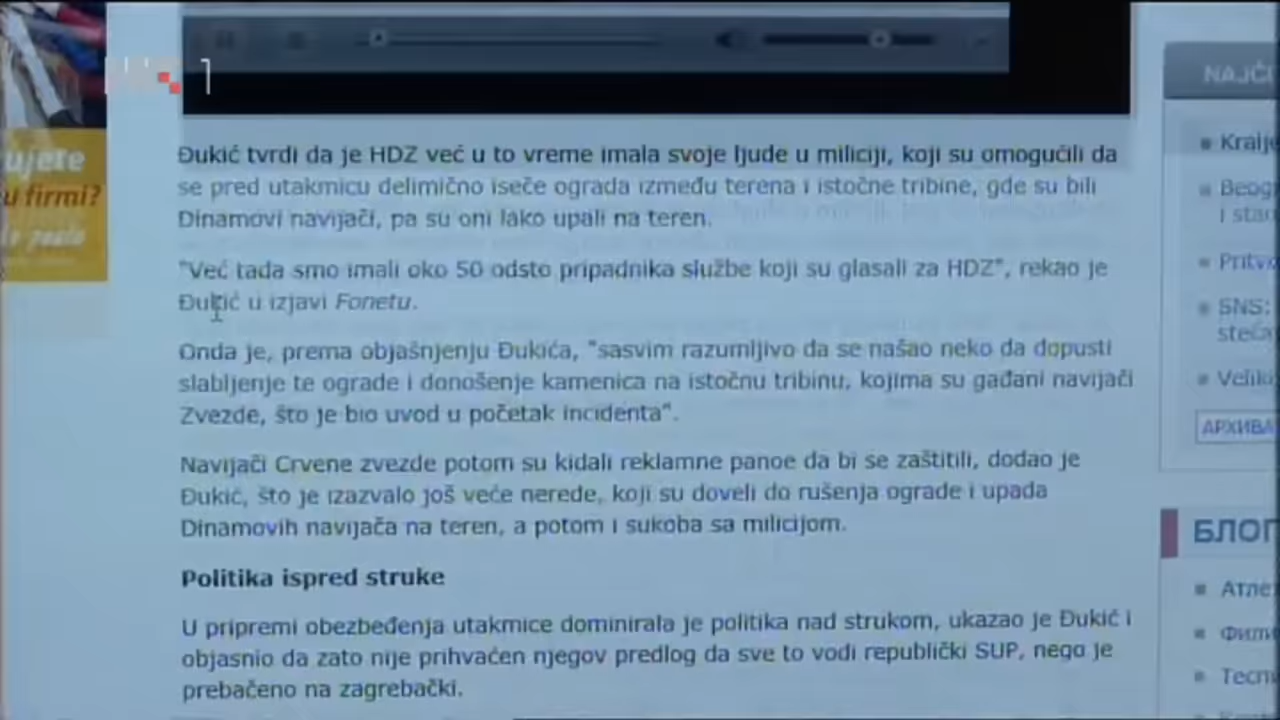 1
ujete
u firmi?
NAJČI
Đukić tvrdi da je HDZ već u to vreme imala svoje ljude u miliciji, koji su omogućili da
se pred utakmicu delimično iseče ograda između terena i istočne tribine, gde su bili
Dinamovi navijači, pa su oni lako upali na teren.
"Već tada smo imali oko 50 odsto pripadnika službe koji su glasali za HDZ", rekao je
Đukić u izjavi Fonetu.
Onda je, prema objašnjenju Đukića, "sasvim razumljivo da se našao neko da dopusti
slabljenje te ograde i donošenje kamenica na istočnu tribinu, kojima su gađani navijači
Zvezde, što je bio uvod u početak incidenta".
Navijači Crvene zvezde potom su kidali reklamne panoe da bi se zaštitili, dodao je
Đukić, što je izazvalo još veće nerede, koji su doveli do rušenja ograde i upada
Dinamovih navijača na teren, a potom i sukoba sa milicijom.
Politika ispred struke
U pripremi obezbeđenja utakmice dominirala je politika nad strukom, ukazao je Đukić i
objasnio da zato nije prihvaćen njegov predlog da sve to vodi republički SUP, nego je
prebačeno na zagrebački.
Kralje
Beog
i star
Pritvo
SNS:
steča
Veliki
АРХИВА
БЛОГ
Атле
Фили
Тесл